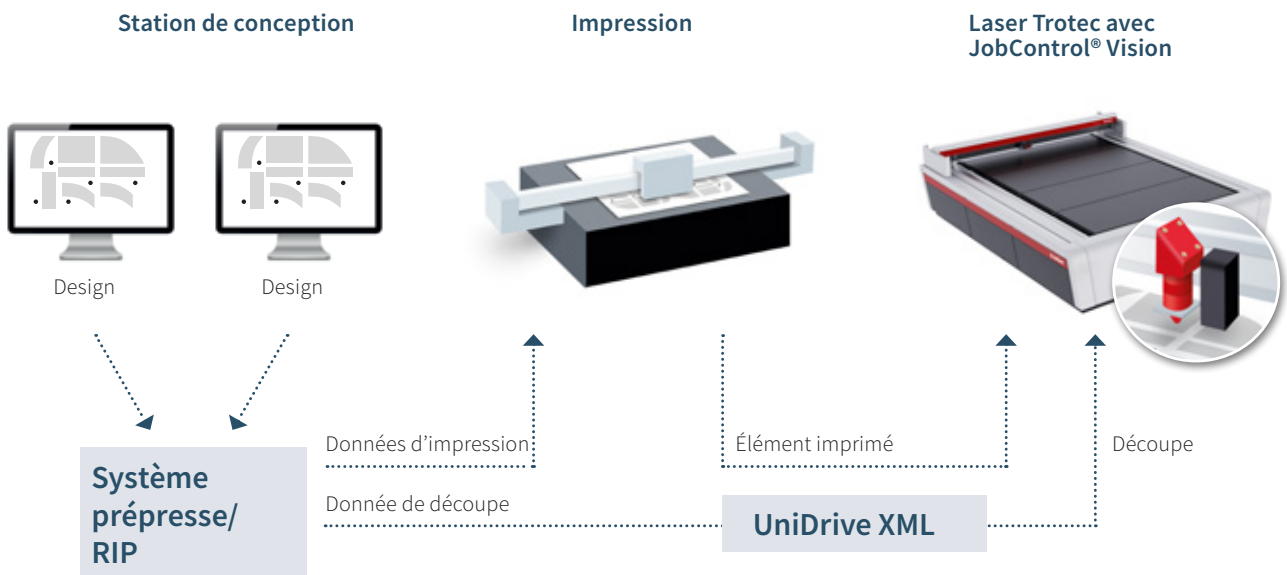 Station de conception
Impression
Laser Trotec avec
JobControl® Vision
Design
Design
Données d’impression
Élément imprimé
Découpe
Système
prépresse/
RIP
Donnée de découpe
UniDrive XML